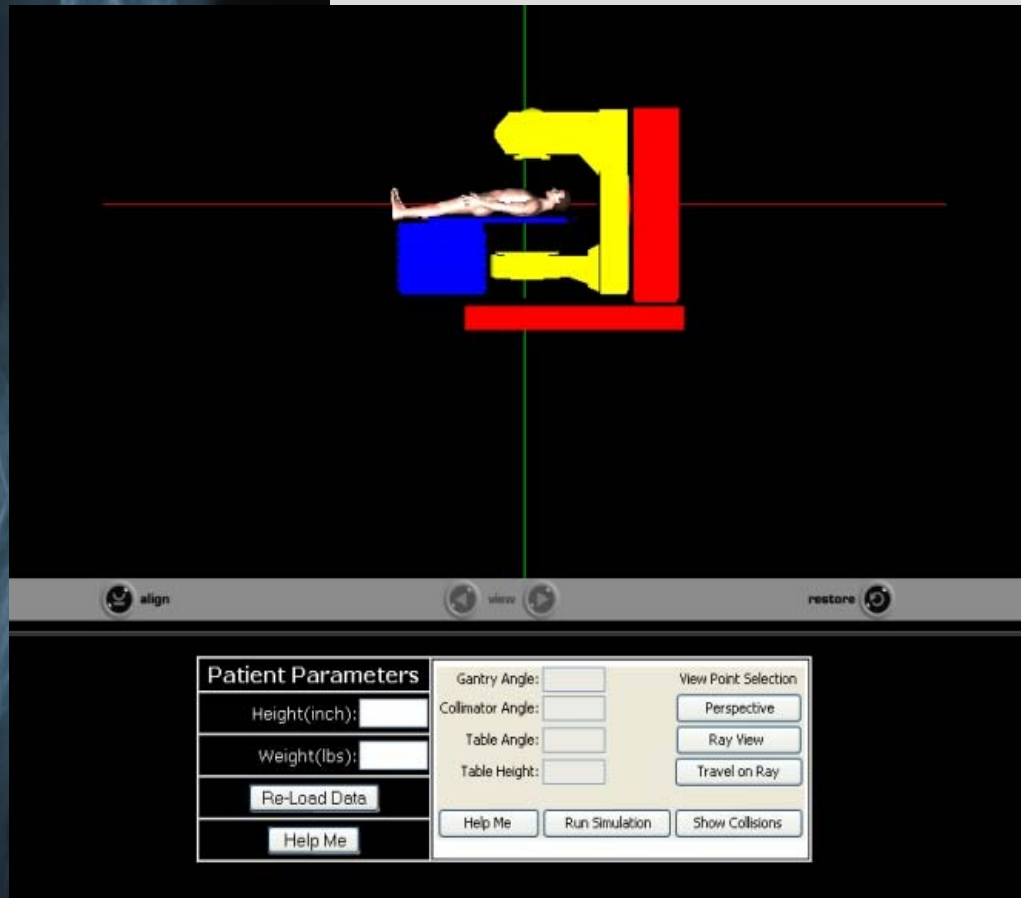 align view restore
Patient Parameters
Height(inch):
Weight(lbs):
Re-Load Data
Help Me
Gantry Angle: View Point Selection
Collimator Angle: Perspective
Table Angle: Ray View
Table Height: Travel on Ray
Help Me Run Simulation Show Collisions